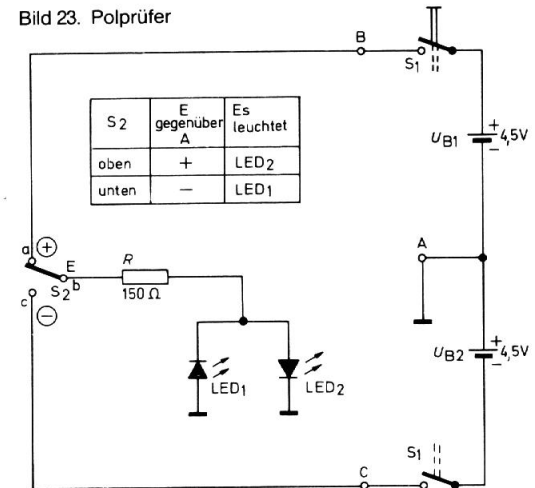 Bild 23. Polprüfer
B
S1
S2
E gegenüber A
Es leuchtet
oben
+
LED2
unten
−
LED1
UB1
+
4,5V
−
A
a
+
E
b
S2
c
−
R
150 Ω
LED1
LED2
UB2
+
4,5V
−
S1
C